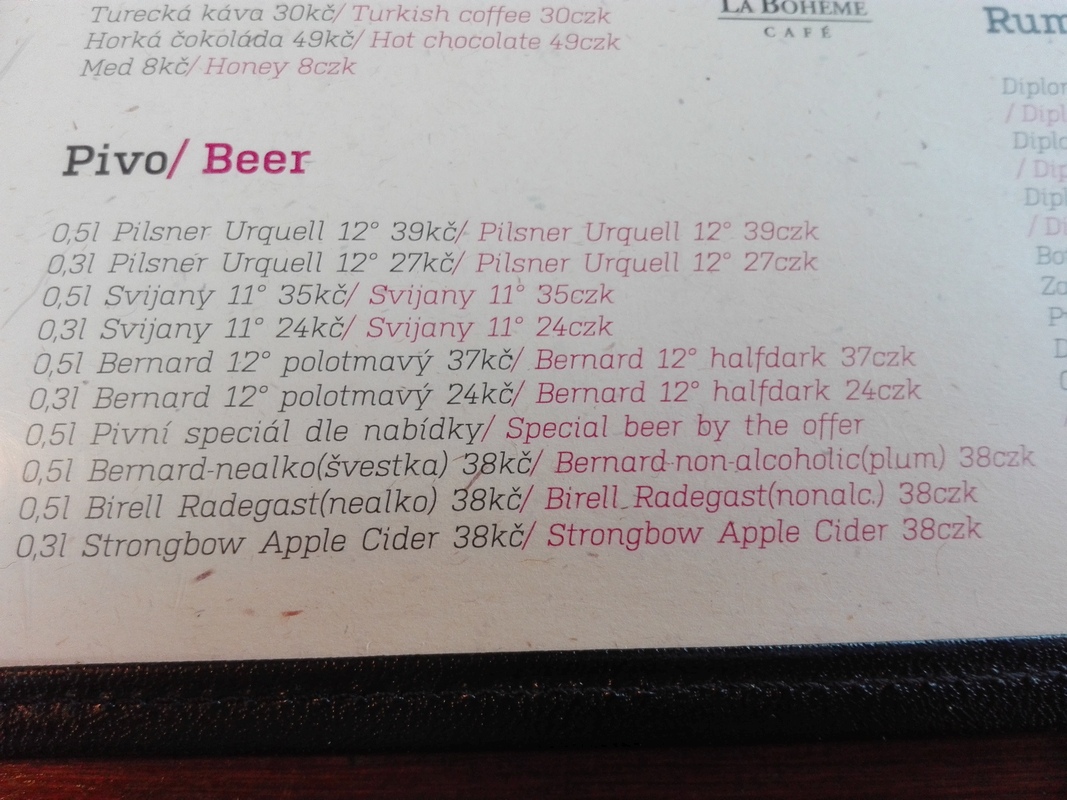 Turecká káva 30kč/ Turkish coffee 30czk
Horká čokoláda 49kč/ Hot chocolate 49czk
Med 8kč/ Honey 8czk
LA BOHEME
CAFÉ
Pivo/ Beer
0,5l Pilsner Urquell 12° 39kč/ Pilsner Urquell 12° 39czk
0,3l Pilsner Urquell 12° 27kč/ Pilsner Urquell 12° 27czk
0,5l Svijany 11° 35kč/ Svijany 11° 35czk
0,3l Svijany 11° 24kč/ Svijany 11° 24czk
0,5l Bernard 12° polotmavý 37kč/ Bernard 12° halfdark 37czk
0,3l Bernard 12° polotmavý 24kč/ Bernard 12° halfdark 24czk
0,5l Pivní speciál dle nabídky/ Special beer by the offer
0,5l Bernard-nealko(švestka) 38kč/ Bernard-non-alcoholic(plum) 38czk
0,5l Birell Radegast(nealko) 38kč/ Birell Radegast(nonalc.) 38czk
0,3l Strongbow Apple Cider 38kč/ Strongbow Apple Cider 38czk
Rum